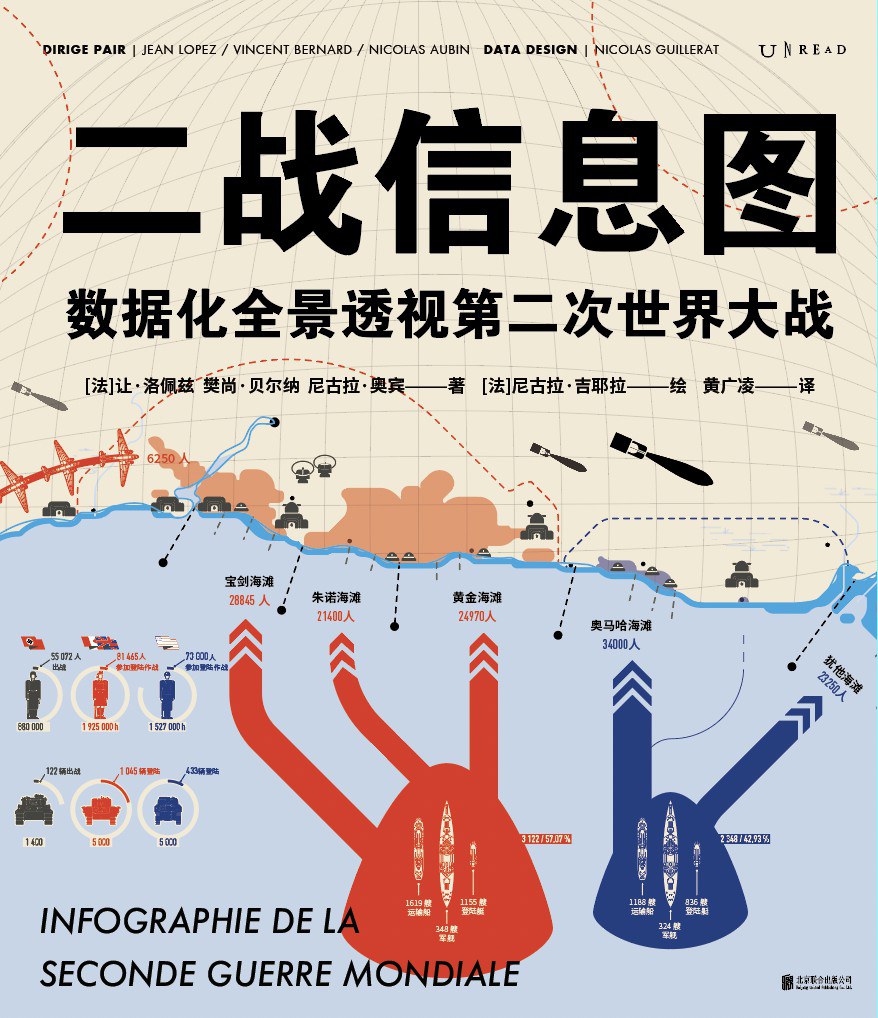 DIRIGE PAIR | JEAN LOPEZ / VINCENT BERNARD / NICOLAS AUBIN DATA DESIGN | NICOLAS GUILLERAT
UNREAD
二战信息图
数据化全景透视第二次世界大战
[法]让·洛佩兹 樊尚·贝尔纳 尼古拉·奥宾——著 [法]尼古拉·吉耶拉——绘 黄广凌——译
6250 人
宝剑海滩
28845 人
朱诺海滩
21400人
黄金海滩
24970人
奥马哈海滩
34000人
犹他海滩
23250人
55 072 人
出战
81 465人
参加登陆作战
73 000人
参加登陆作战
880 000
1 925 000 h
1 527 000 h
122 辆出战
1 045 辆登陆
433辆登陆
1 400
5 000
5 000
3 122 / 57,07 %
2 348 / 42,93 %
1619 艘
运输船
1155 艘
登陆艇
348 艘
军舰
1188 艘
运输船
836 艘
登陆艇
324 艘
军舰
INFOGRAPHIE DE LA
SECONDE GUERRE MONDIALE
北京联合出版公司